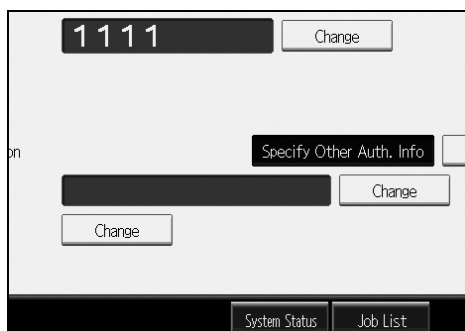 1111 Change
on Specify Other Auth. Info
Change
Change
System Status Job List